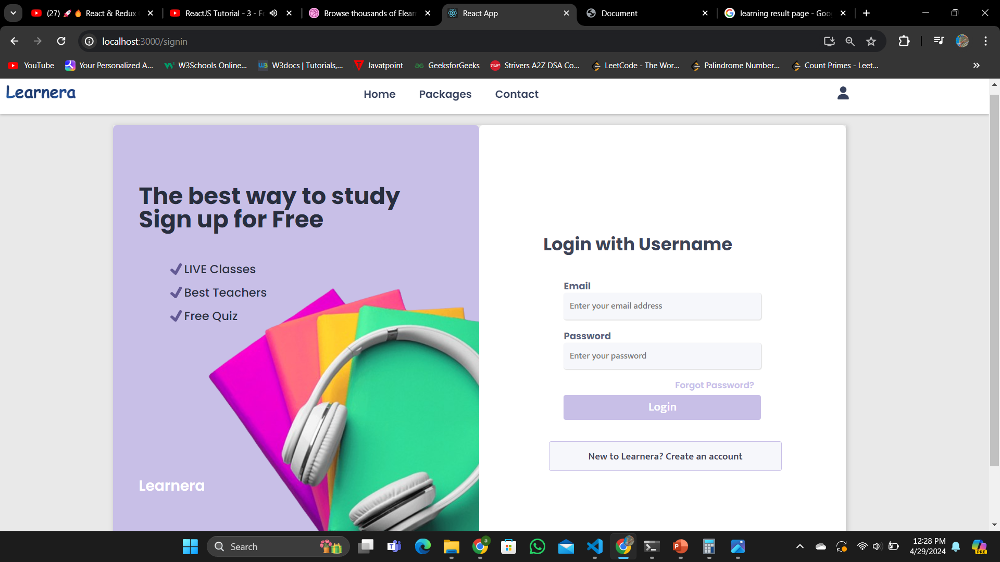 (27) 🚀 🔥 React & Redux
ReactJS Tutorial - 3 - Fo
Browse thousands of Elearn
React App
Document
learning result page - Goo
localhost:3000/signin
YouTube
Your Personalized A...
W3Schools Online...
W3docs | Tutorials,...
Javatpoint
GeeksforGeeks
TUF
Strivers A2Z DSA Co...
LeetCode - The Wor...
Palindrome Number...
Count Primes - Leet...
Learnera
Home
Packages
Contact
The best way to study
Sign up for Free
LIVE Classes
Best Teachers
Free Quiz
Learnera
Login with Username
Email
Enter your email address
Password
Enter your password
Forgot Password?
Login
New to Learnera? Create an account
Search
12:28 PM
4/29/2024
PRE